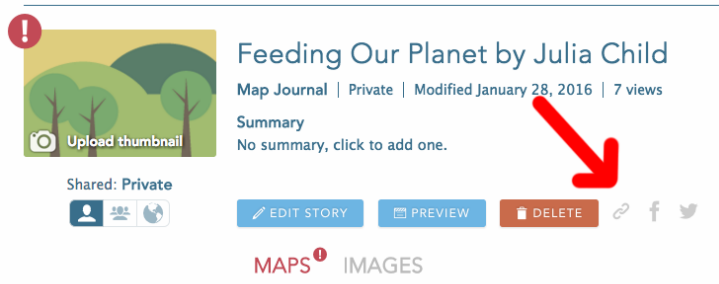 !
Feeding Our Planet by Julia Child
Map Journal | Private | Modified January 28, 2016 | 7 views
Summary
No summary, click to add one.
Upload thumbnail
Shared: Private
EDIT STORY PREVIEW DELETE f
MAPS ! IMAGES